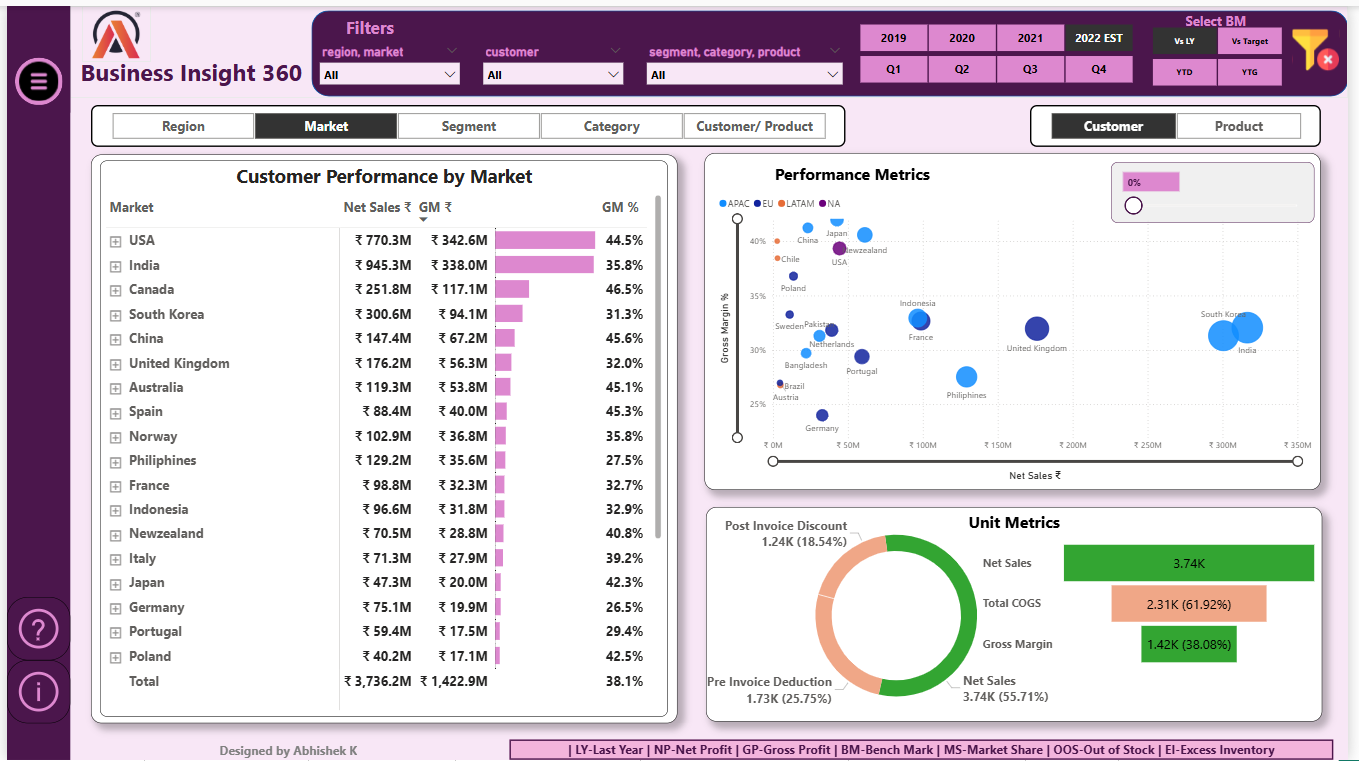 Business Insight 360
Filters
region, market
All
customer
All
segment, category, product
All
2019 2020 2021 2022 EST
Q1 Q2 Q3 Q4
Select BM
Vs LY Vs Target
YTD YTG
Region Market Segment Category Customer/ Product
Customer Product
Customer Performance by Market
Market Net Sales ₹ GM ₹ GM %
USA ₹ 770.3M ₹ 342.6M 44.5%
India ₹ 945.3M ₹ 338.0M 35.8%
Canada ₹ 251.8M ₹ 117.1M 46.5%
South Korea ₹ 300.6M ₹ 94.1M 31.3%
China ₹ 147.4M ₹ 67.2M 45.6%
United Kingdom ₹ 176.2M ₹ 56.3M 32.0%
Australia ₹ 119.3M ₹ 53.8M 45.1%
Spain ₹ 88.4M ₹ 40.0M 45.3%
Norway ₹ 102.9M ₹ 36.8M 35.8%
Philiphines ₹ 129.2M ₹ 35.6M 27.5%
France ₹ 98.8M ₹ 32.3M 32.7%
Indonesia ₹ 96.6M ₹ 31.8M 32.9%
Newzealand ₹ 70.5M ₹ 28.8M 40.8%
Italy ₹ 71.3M ₹ 27.9M 39.2%
Japan ₹ 47.3M ₹ 20.0M 42.3%
Germany ₹ 75.1M ₹ 19.9M 26.5%
Portugal ₹ 59.4M ₹ 17.5M 29.4%
Poland ₹ 40.2M ₹ 17.1M 42.5%
Total ₹ 3,736.2M ₹ 1,422.9M 38.1%
Performance Metrics
0%
APAC EU LATAM NA
Gross Margin %
40%
35%
30%
25%
China
Japan
Newzealand
USA
Chile
Poland
Indonesia
Sweden
Pakistan
Netherlands
France
United Kingdom
South Korea
India
Bangladesh
Portugal
Philiphines
Brazil
Austria
Germany
₹ 0M ₹ 50M ₹ 100M ₹ 150M ₹ 200M ₹ 250M ₹ 300M ₹ 350M
Net Sales ₹
Unit Metrics
Post Invoice Discount
1.24K (18.54%)
Pre Invoice Deduction
1.73K (25.75%)
Net Sales
3.74K (55.71%)
Net Sales 3.74K
Total COGS 2.31K (61.92%)
Gross Margin 1.42K (38.08%)
?
i
Designed by Abhishek K
| LY-Last Year | NP-Net Profit | GP-Gross Profit | BM-Bench Mark | MS-Market Share | OOS-Out of Stock | EI-Excess Inventory